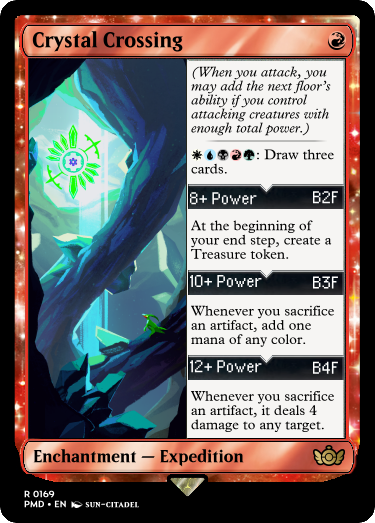 Crystal Crossing
(When you attack, you
may add the next floor's
ability if you control
attacking creatures with
enough total power.)
: Draw three
cards.
8+ Power B2F
At the beginning of
your end step, create a
Treasure token.
10+ Power B3F
Whenever you sacrifice
an artifact, add one
mana of any color.
12+ Power B4F
Whenever you sacrifice
an artifact, it deals 4
damage to any target.
Enchantment — Expedition
R 0169
PMD • EN SUN-CITADEL